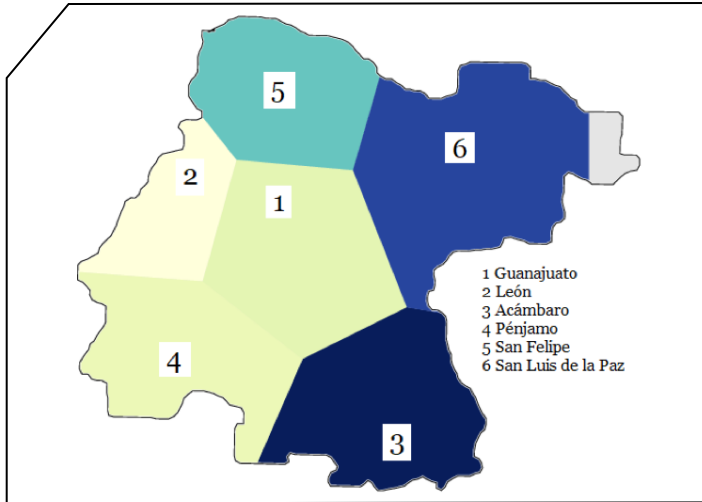 5
6
2
1
4
3
1 Guanajuato
2 León
3 Acámbaro
4 Pénjamo
5 San Felipe
6 San Luis de la Paz